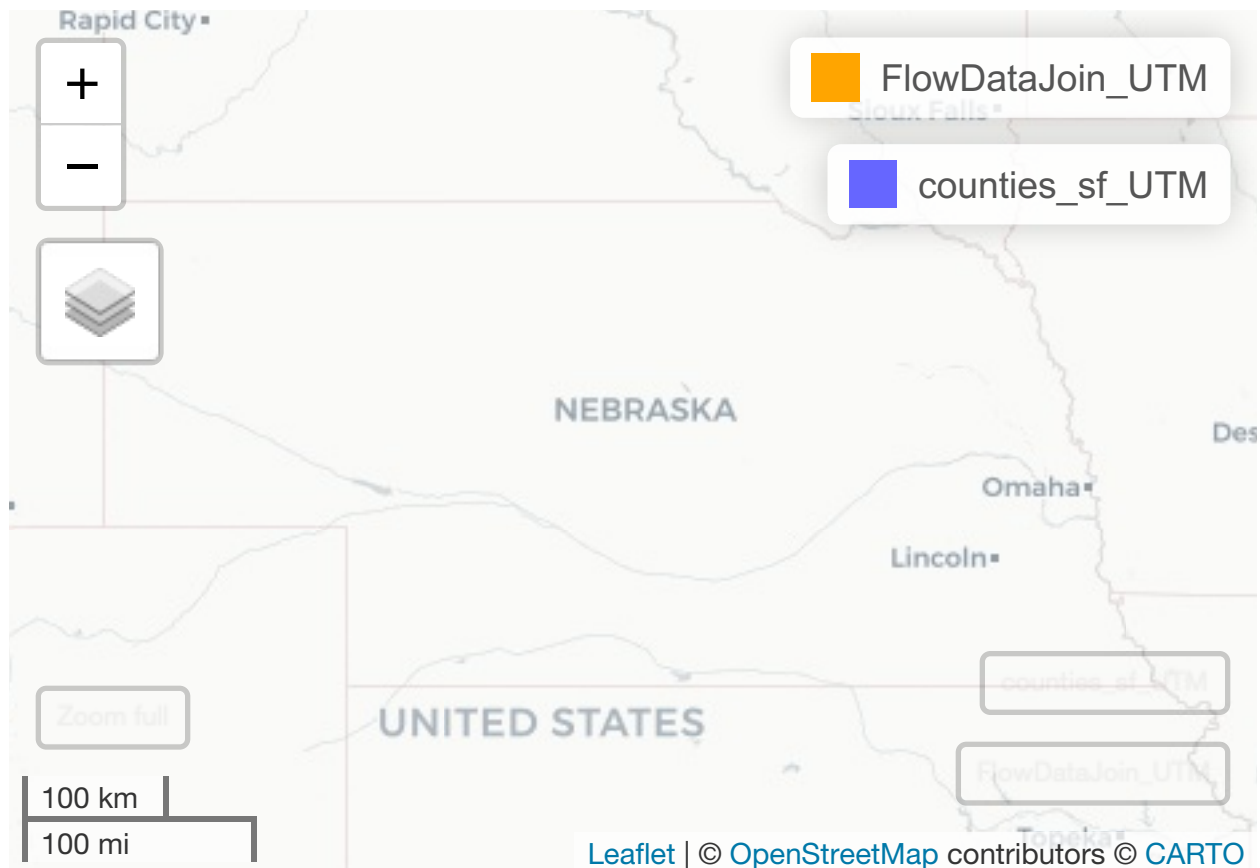 Rapid City
+
FlowDataJoin_UTM
Sioux Falls
−
counties_sf_UTM
NEBRASKA
Des
Omaha
Lincoln
counties_sf_UTM
Zoom full
UNITED STATES
FlowDataJoin_UTM
100 km
Topeka
100 mi
Leaflet | © OpenStreetMap contributors © CARTO